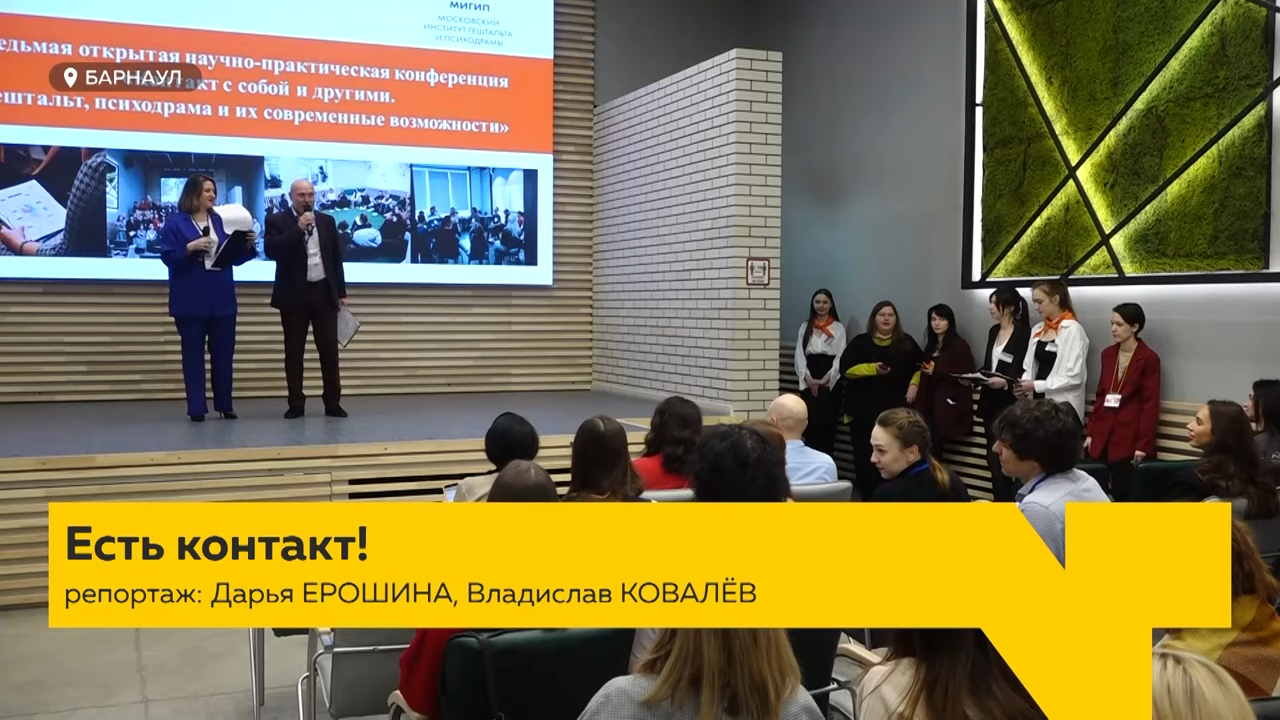 МИГИП
МОСКОВСКИЙ
ИНСТИТУТ ГЕШТАЛЬТА
И ПСИХОДРАМЫ
едьмая открытая научно-практическая конференция
БАРНАУЛ
с собой и другими.
ештальт, психодрама и их современные возможности»
Есть контакт!
репортаж: Дарья ЕРОШИНА, Владислав КОВАЛЁВ